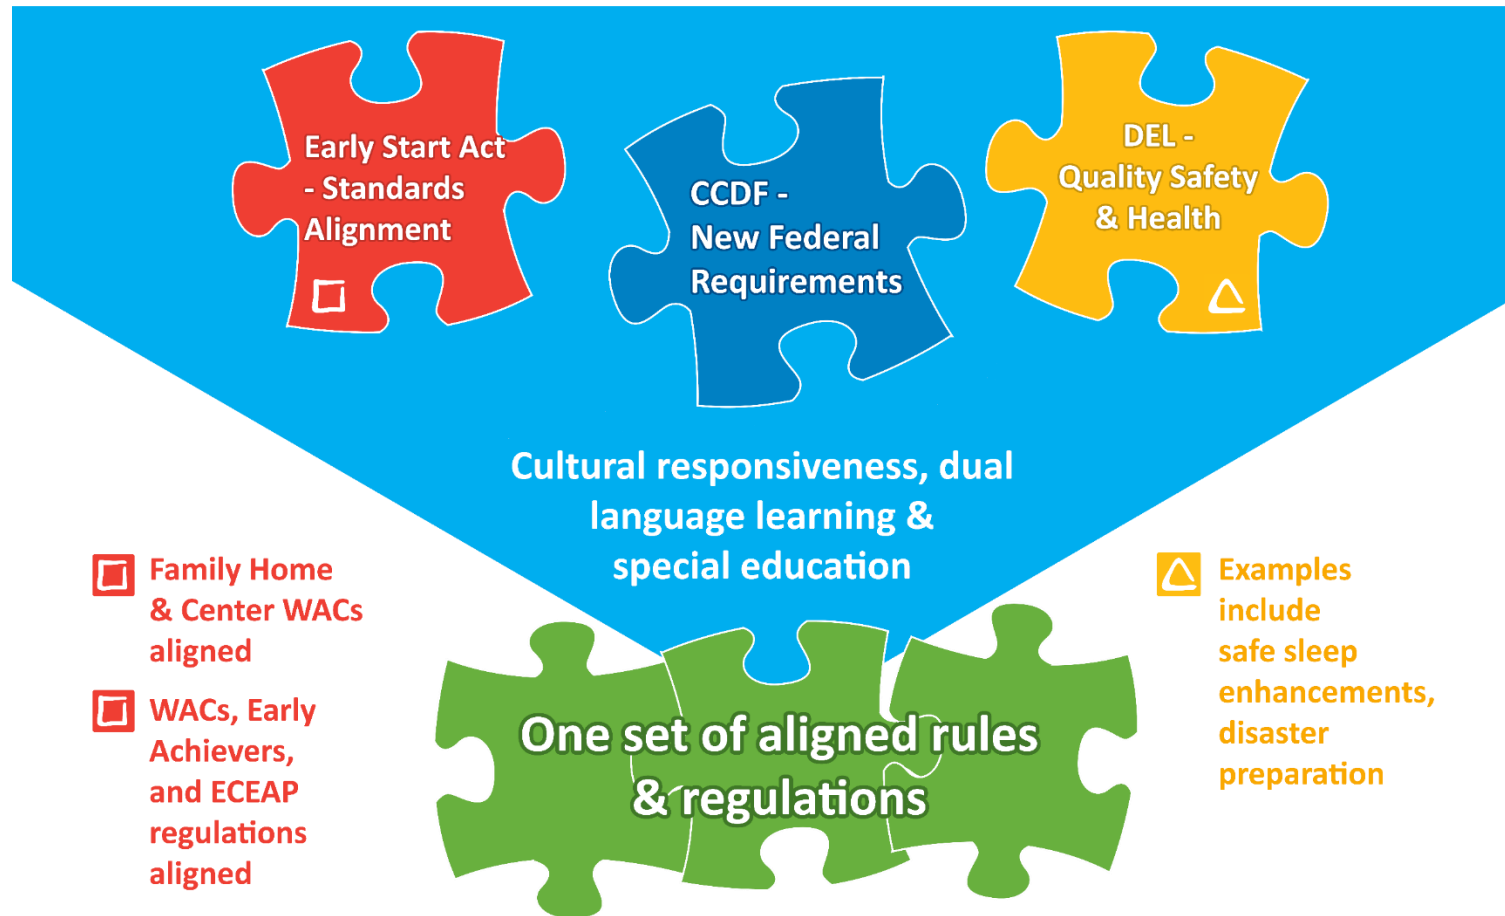 Early Start Act
- Standards
Alignment
CCDF -
New Federal
Requirements
DEL -
Quality Safety
& Health
Cultural responsiveness, dual
language learning &
special education
Family Home
& Center WACs
aligned
WACs, Early
Achievers,
and ECEAP
regulations
aligned
Examples
include
safe sleep
enhancements,
disaster
preparation
One set of aligned rules
& regulations